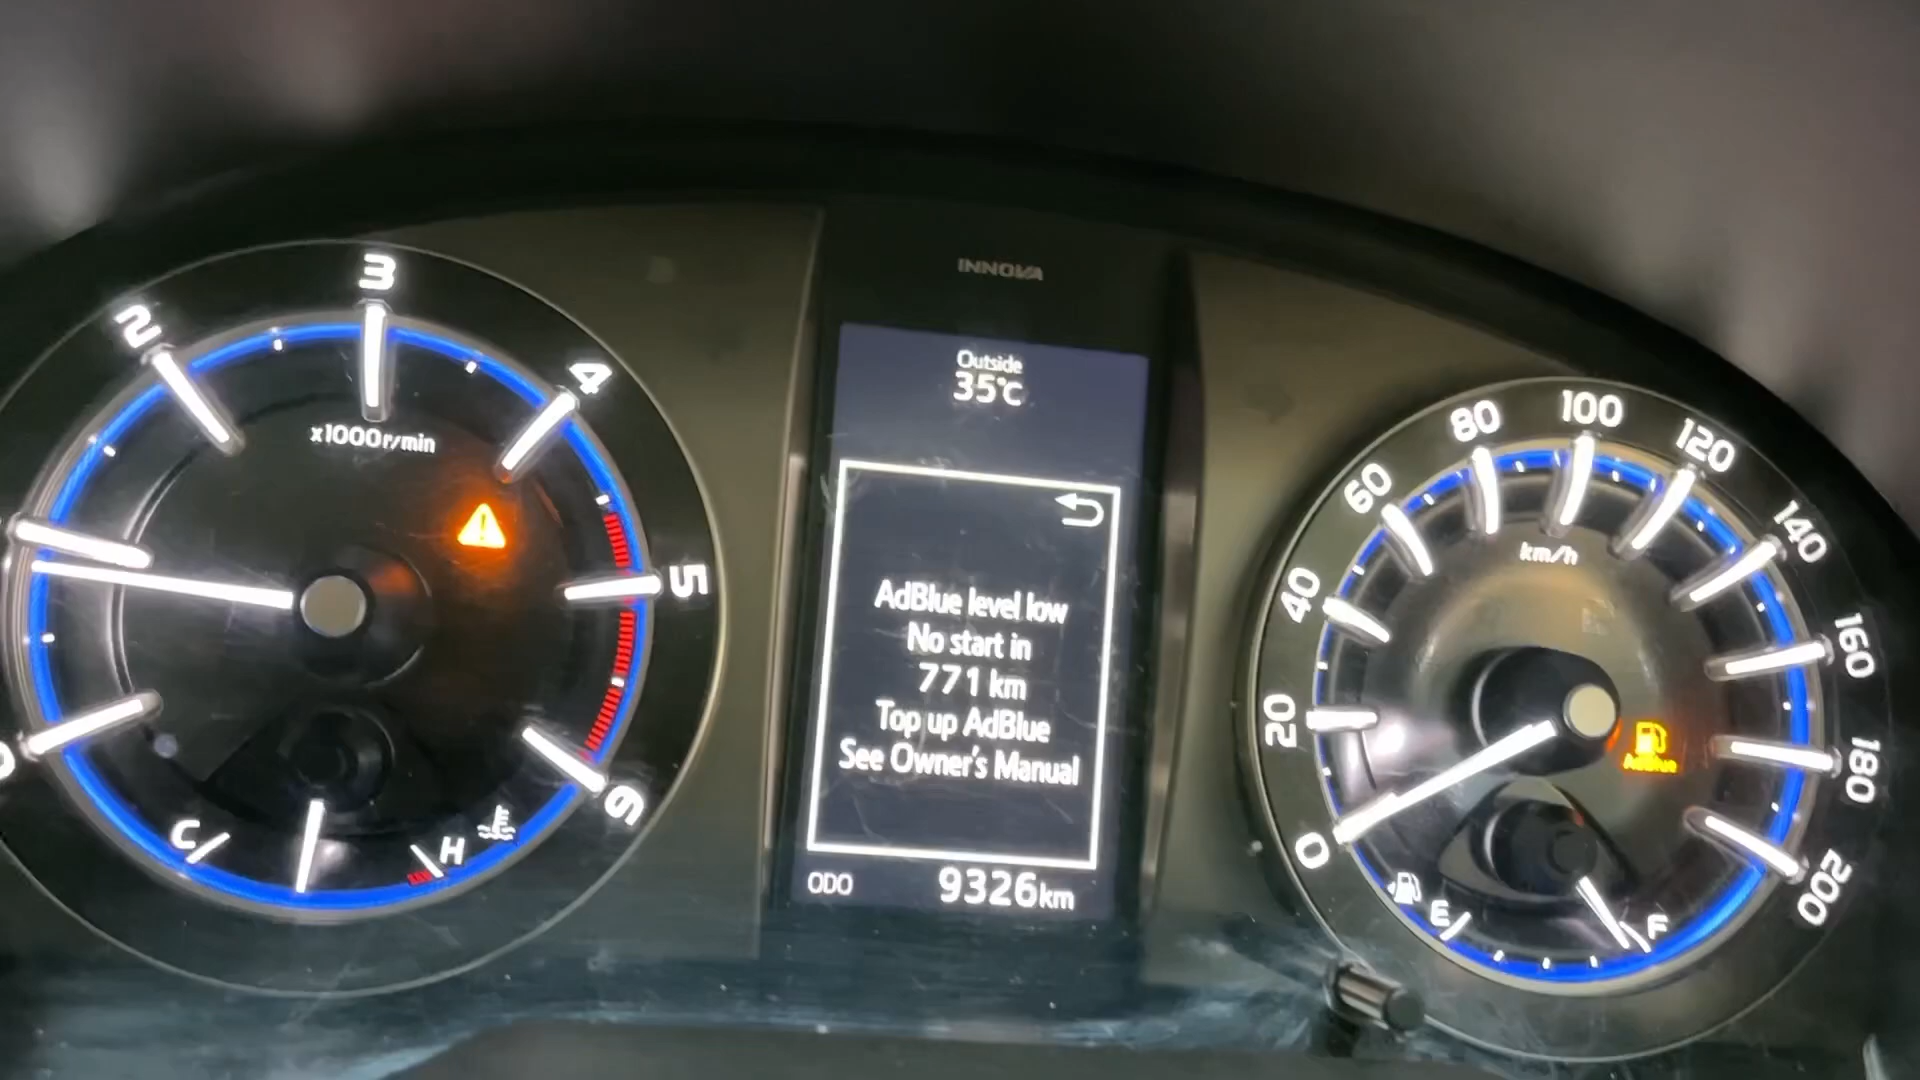 INNOVA
Outside
35°C
AdBlue level low
No start in
771 km
Top up AdBlue
See Owner's Manual
ODO 9326km
2
3
4
5
6
x1000r/min
C
H
0
20
40
60
80
100
120
140
160
180
200
km/h
AdBlue
E
F